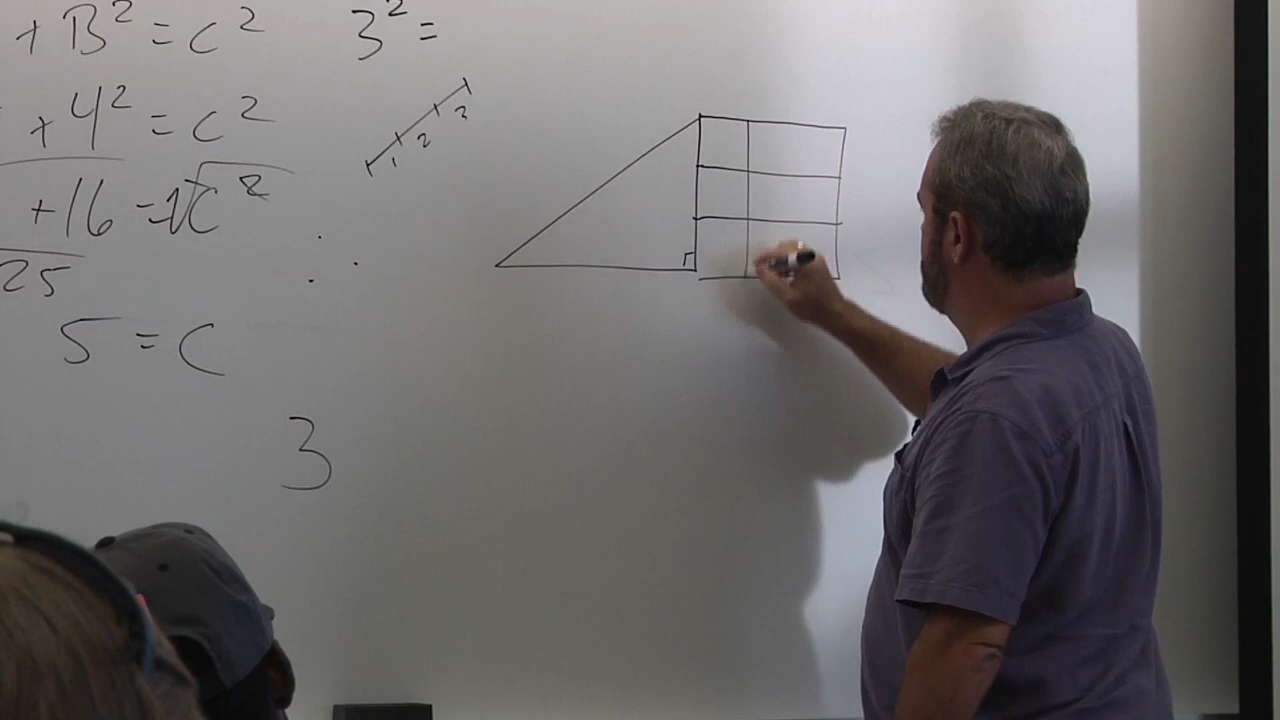 + B² = c²
3² =
+ 4² = c²
1 2 3
+ 16 = √c²
25
5 = c
3